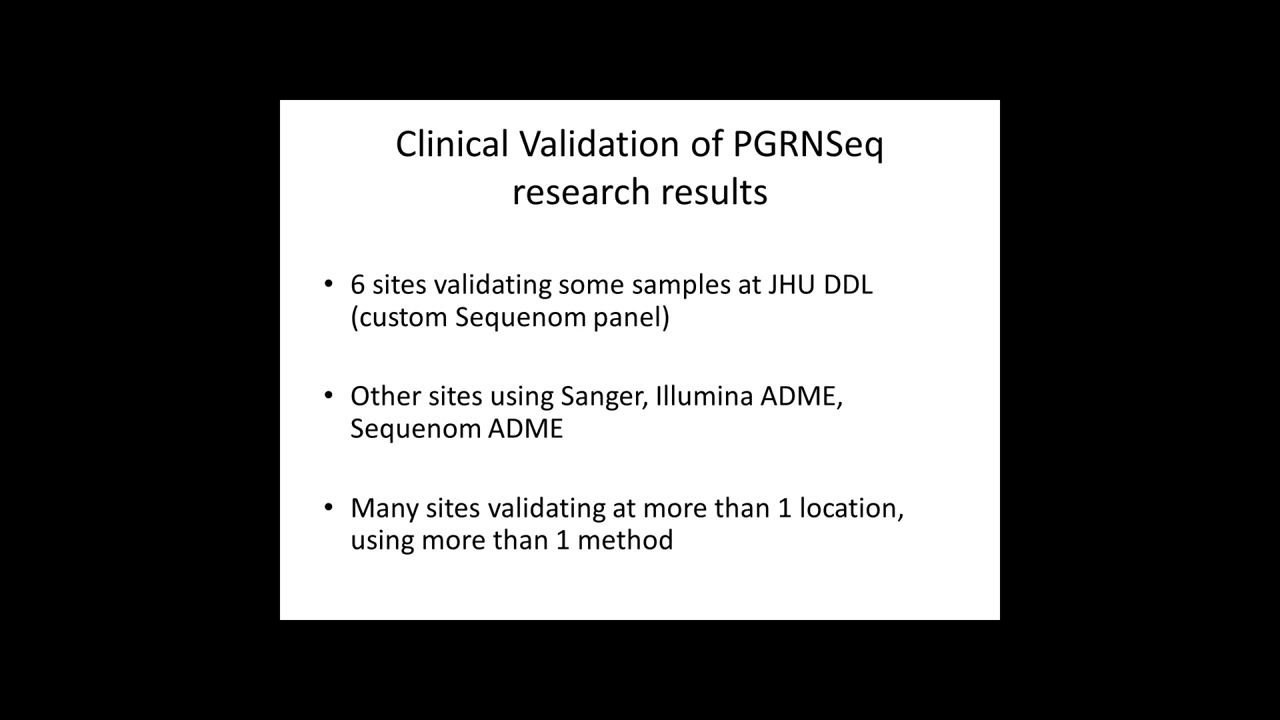 Clinical Validation of PGRNSeq
research results
• 6 sites validating some samples at JHU DDL
(custom Sequenom panel)
• Other sites using Sanger, Illumina ADME,
Sequenom ADME
• Many sites validating at more than 1 location,
using more than 1 method